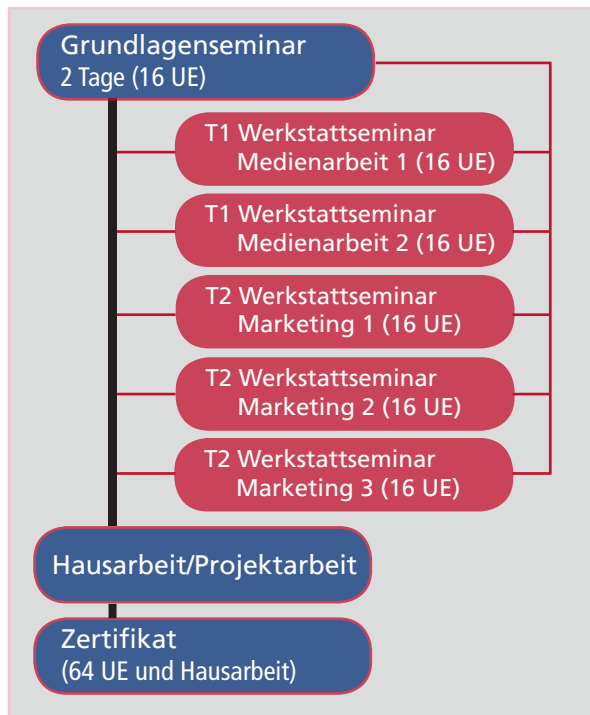 Grundlagenseminar
2 Tage (16 UE)
T1 Werkstattseminar
Medienarbeit 1 (16 UE)
T1 Werkstattseminar
Medienarbeit 2 (16 UE)
T2 Werkstattseminar
Marketing 1 (16 UE)
T2 Werkstattseminar
Marketing 2 (16 UE)
T2 Werkstattseminar
Marketing 3 (16 UE)
Hausarbeit/Projektarbeit
Zertifikat
(64 UE und Hausarbeit)